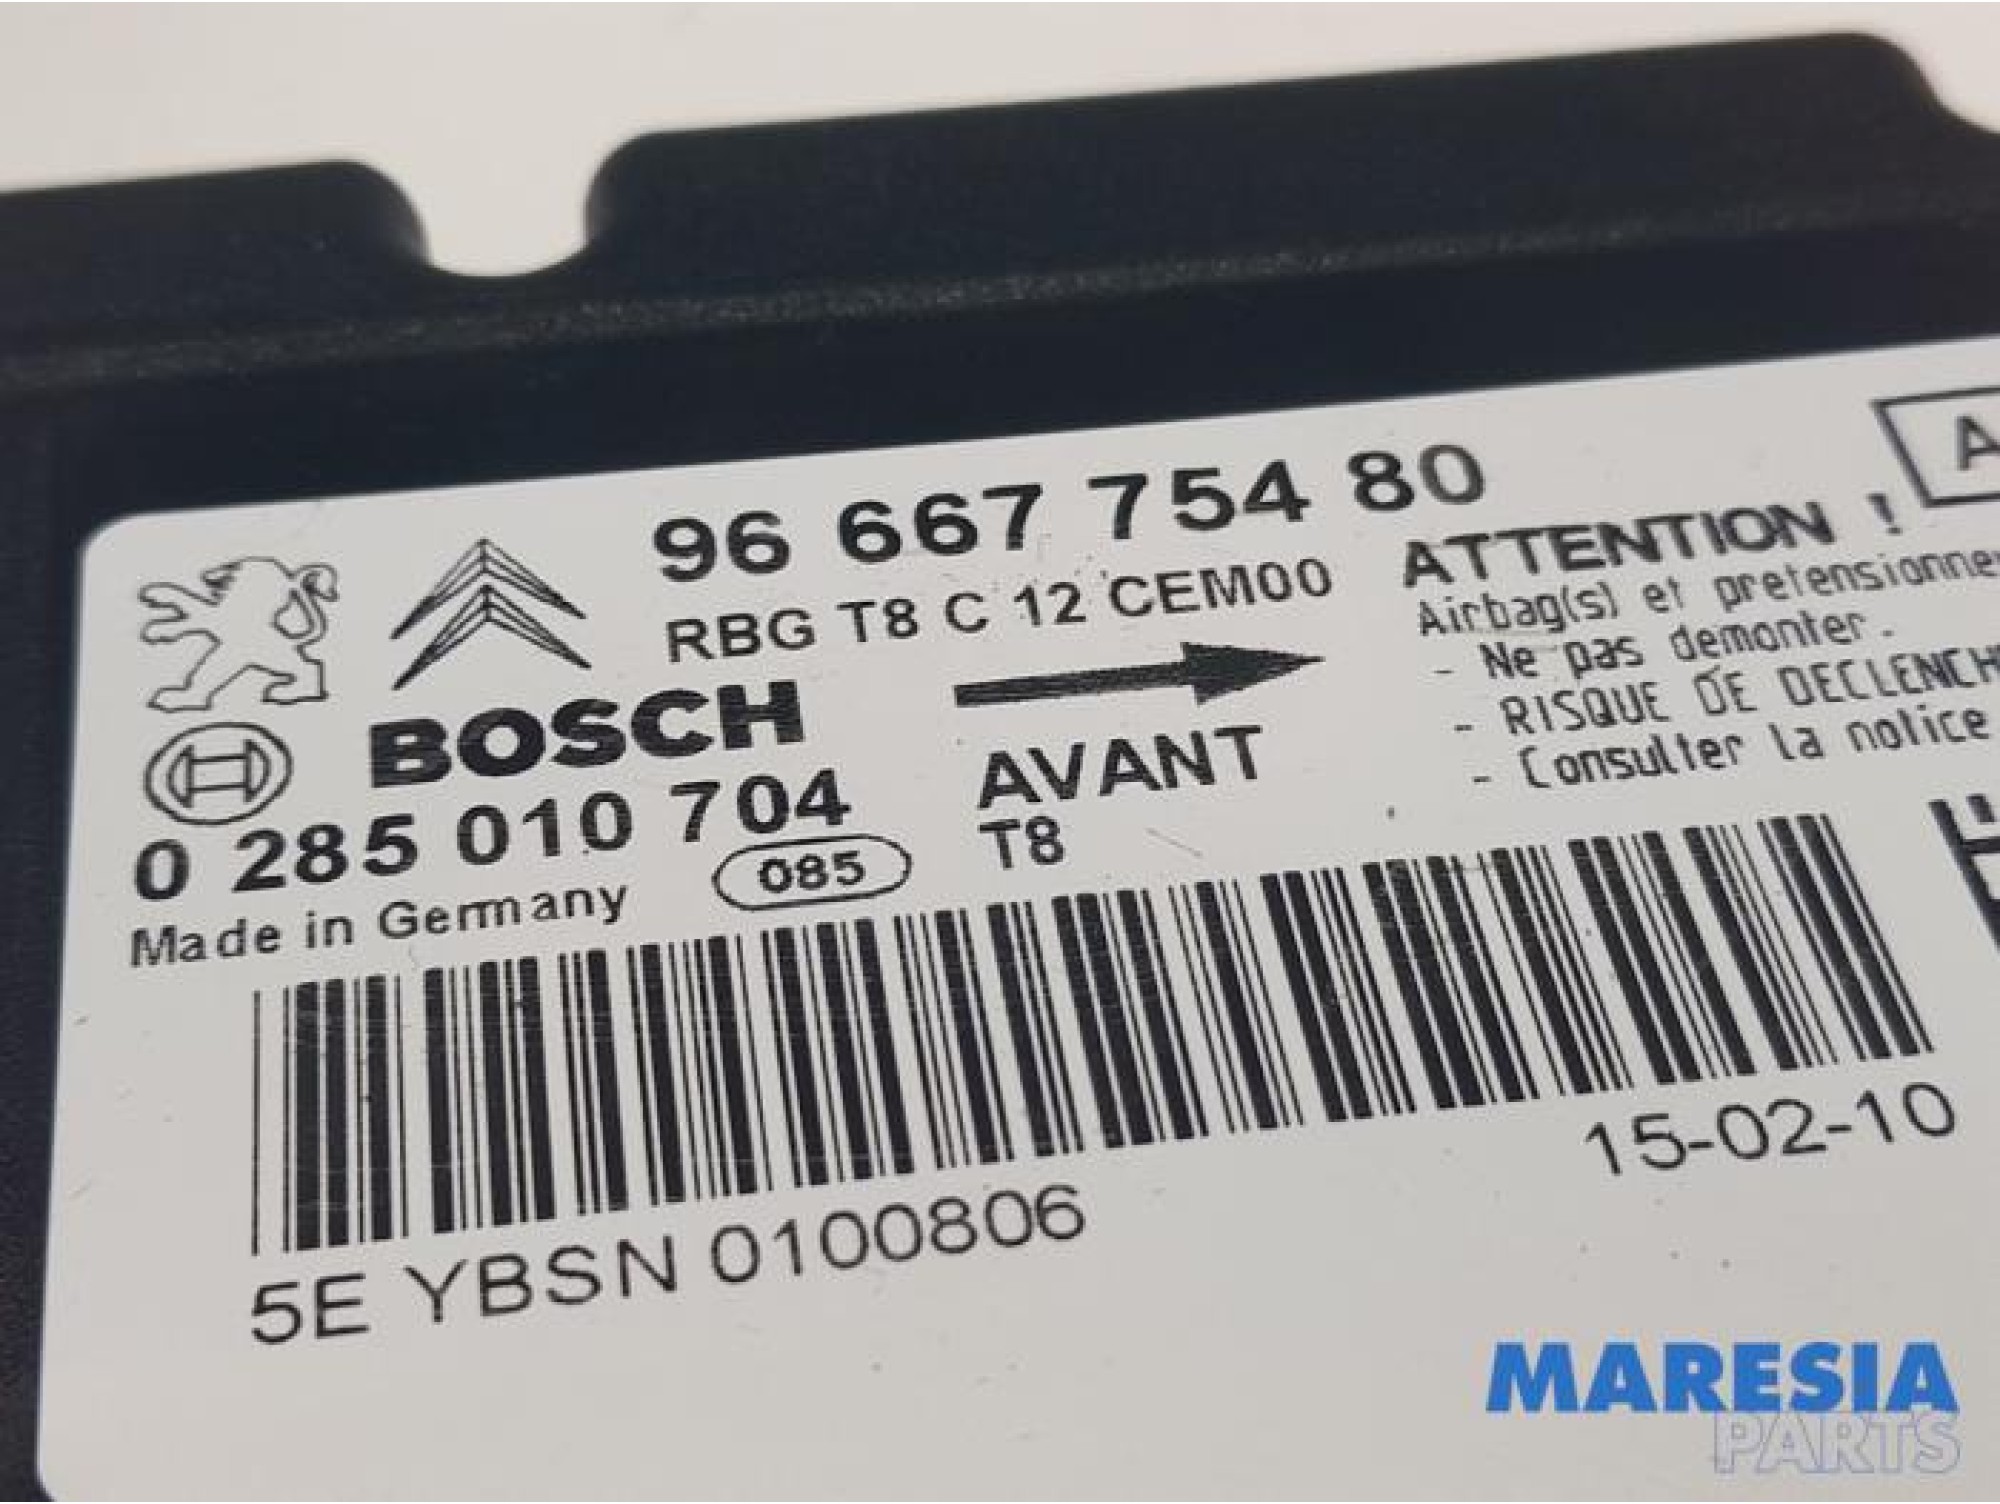 96 667 754 80
RBG T8 C 12 CEM00
BOSCH
0 285 010 704
Made in Germany
085
AVANT
T8
A
ATTENTION !
Airbag(s) et pretensionne
- Ne pas demonter.
- RISQUE DE DECLENCH
- Consulter la notice
5E YBSN 0100806
15-02-10
MARESIA
PARTS